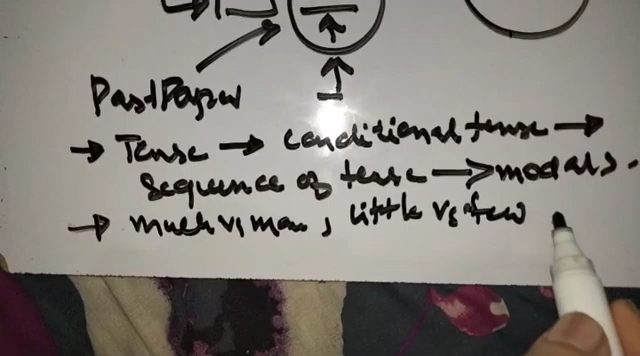 Past Paper
→ Tense → conditional tense →
Sequence of tense → modals.
→ much vs many, little vs few